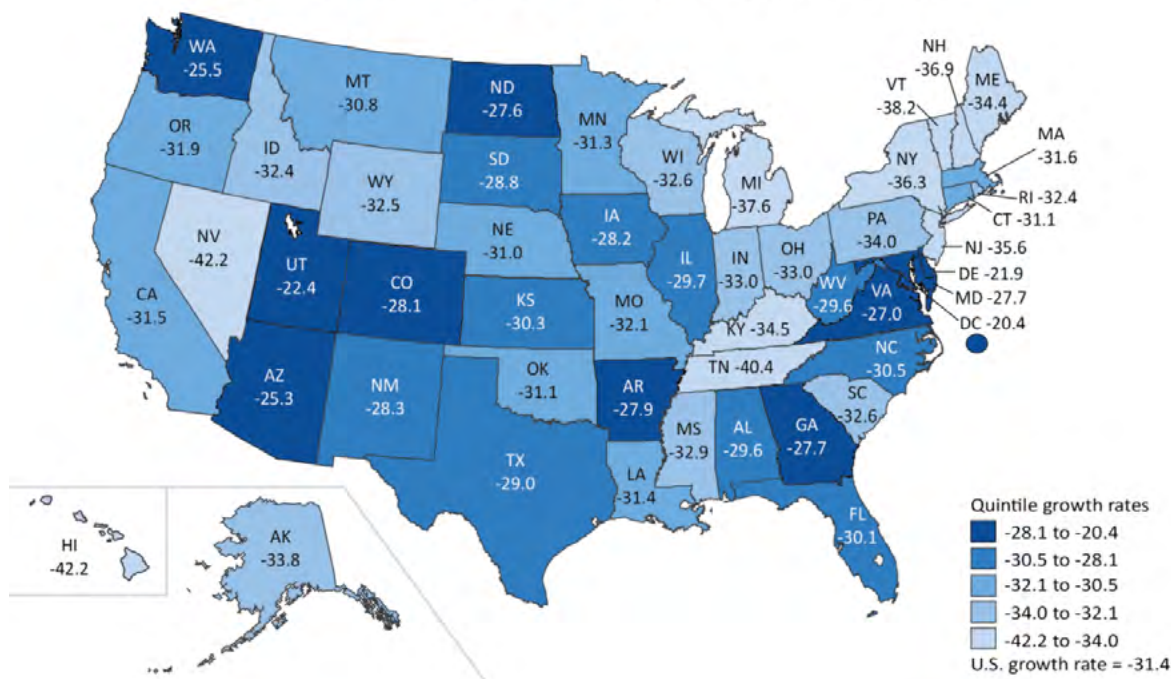 WA
-25.5
MT
-30.8
ND
-27.6
MN
-31.3
NH
-36.9
VT
-38.2
ME
-34.4
OR
-31.9
ID
-32.4
SD
-28.8
WI
-32.6
MI
-37.6
NY
-36.3
MA
-31.6
WY
-32.5
RI -32.4
CT -31.1
NV
-42.2
UT
-22.4
CO
-28.1
NE
-31.0
IA
-28.2
IL
-29.7
IN
-33.0
OH
-33.0
PA
-34.0
NJ -35.6
DE -21.9
MD -27.7
DC -20.4
CA
-31.5
KS
-30.3
MO
-32.1
WV
-29.6
VA
-27.0
KY -34.5
AZ
-25.3
NM
-28.3
OK
-31.1
AR
-27.9
TN -40.4
NC
-30.5
SC
-32.6
TX
-29.0
LA
-31.4
MS
-32.9
AL
-29.6
GA
-27.7
FL
-30.1
HI
-42.2
AK
-33.8
Quintile growth rates
-28.1 to -20.4
-30.5 to -28.1
-32.1 to -30.5
-34.0 to -32.1
-42.2 to -34.0
U.S. growth rate = -31.4